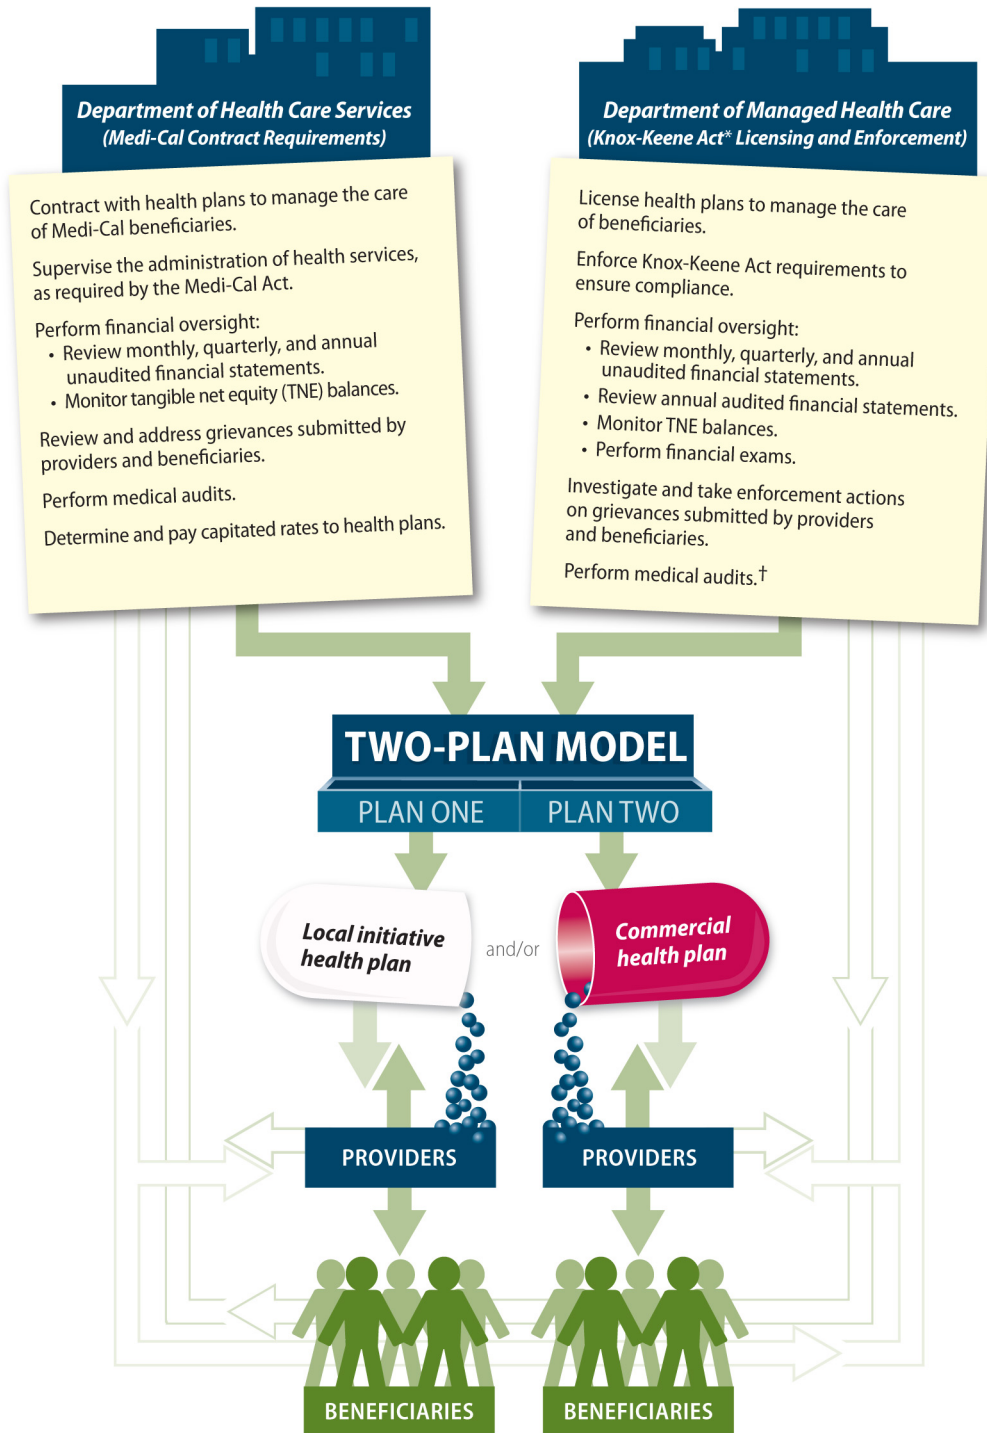 Department of Health Care Services
(Medi-Cal Contract Requirements)
Contract with health plans to manage the care
of Medi-Cal beneficiaries.
Supervise the administration of health services,
as required by the Medi-Cal Act.
Perform financial oversight:
• Review monthly, quarterly, and annual
unaudited financial statements.
• Monitor tangible net equity (TNE) balances.
Review and address grievances submitted by
providers and beneficiaries.
Perform medical audits.
Determine and pay capitated rates to health plans.
Department of Managed Health Care
(Knox-Keene Act* Licensing and Enforcement)
License health plans to manage the care
of beneficiaries.
Enforce Knox-Keene Act requirements to
ensure compliance.
Perform financial oversight:
• Review monthly, quarterly, and annual
unaudited financial statements.
• Review annual audited financial statements.
• Monitor TNE balances.
• Perform financial exams.
Investigate and take enforcement actions
on grievances submitted by providers
and beneficiaries.
Perform medical audits.†
TWO-PLAN MODEL
PLAN ONE
PLAN TWO
Local initiative
health plan
and/or
Commercial
health plan
PROVIDERS
PROVIDERS
BENEFICIARIES
BENEFICIARIES